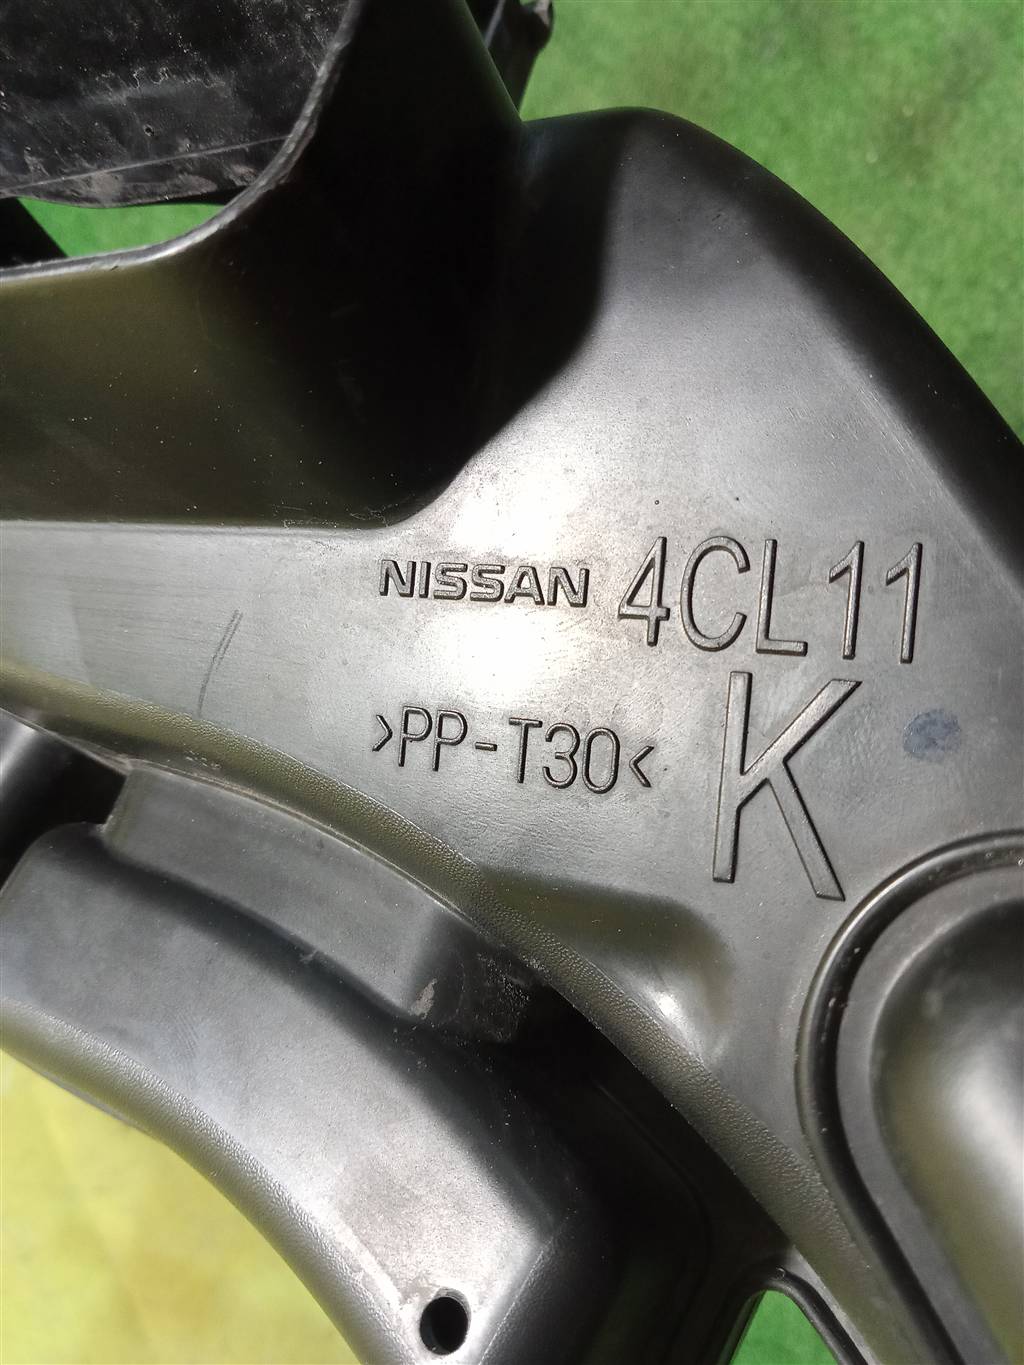 NISSAN 4CL11
K
>PP-T30<